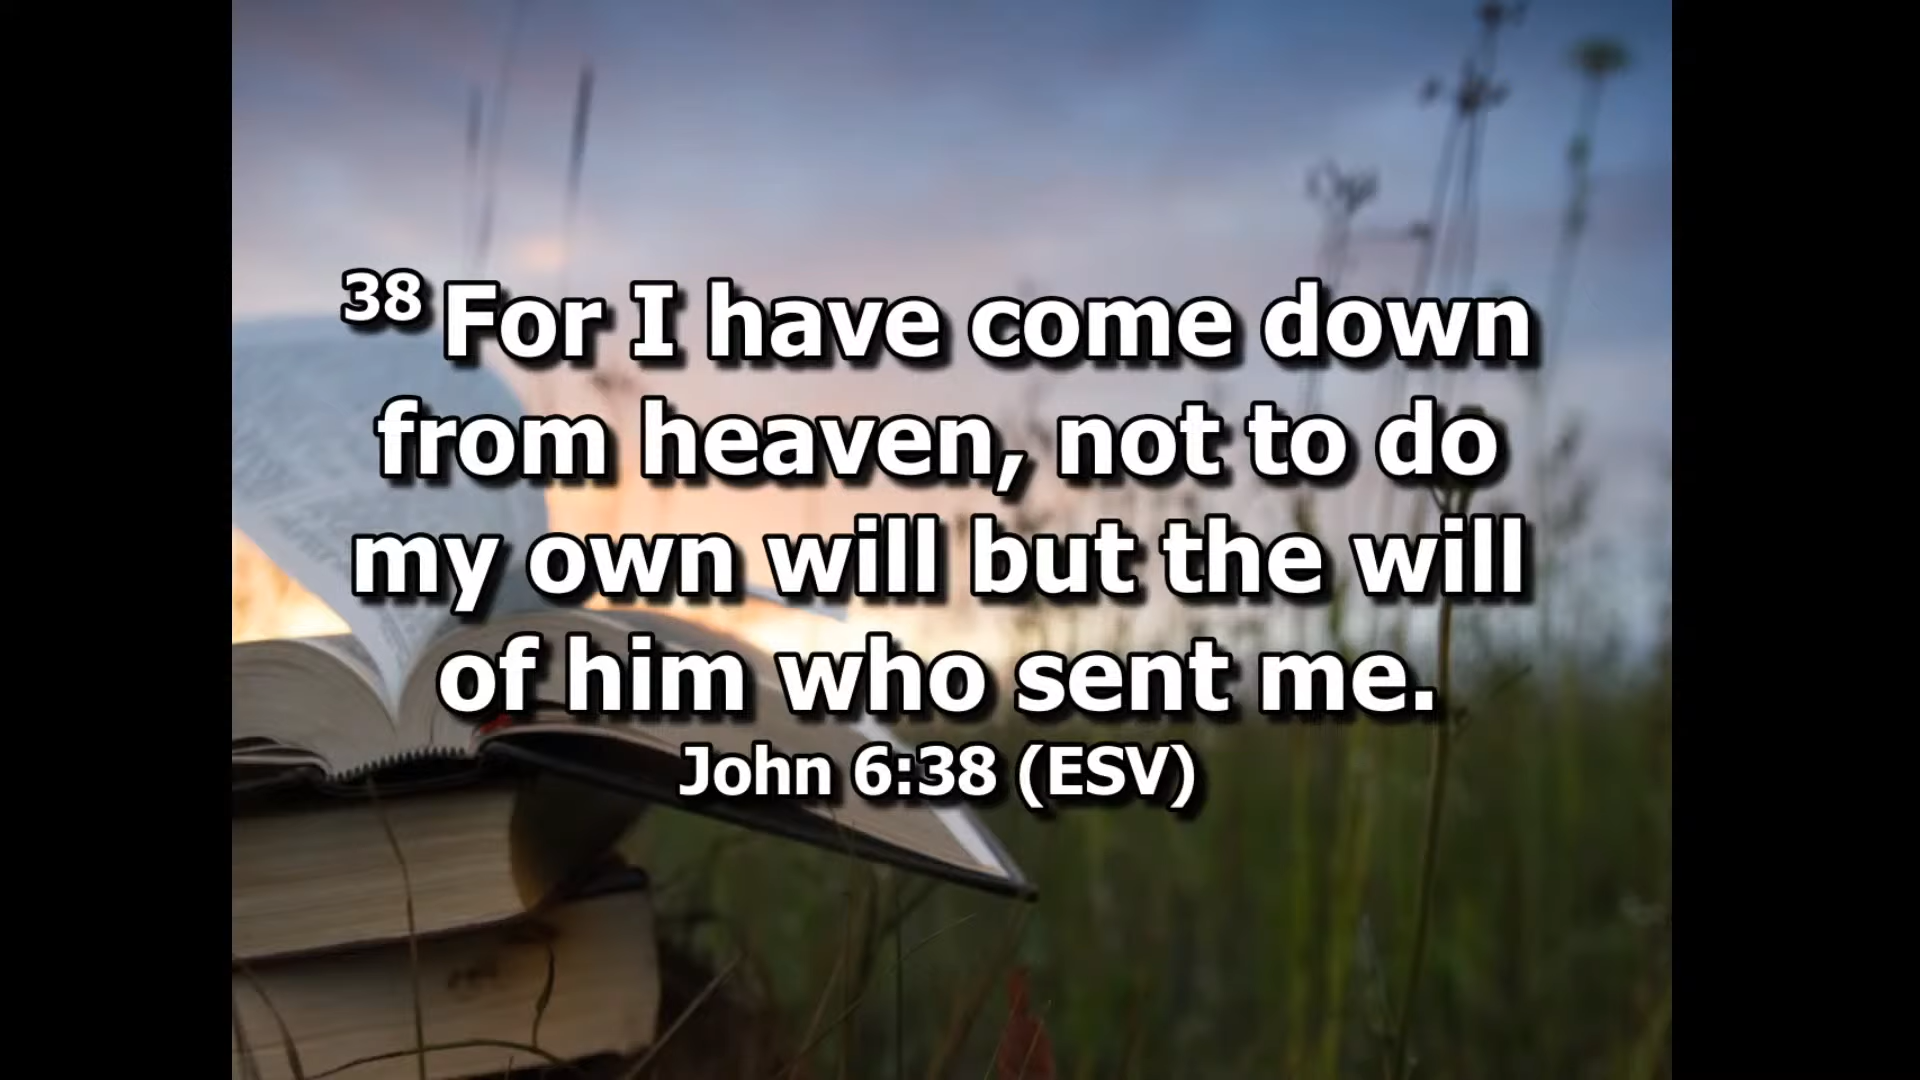 38 For I have come down
from heaven, not to do
my own will but the will
of him who sent me.
John 6:38 (ESV)